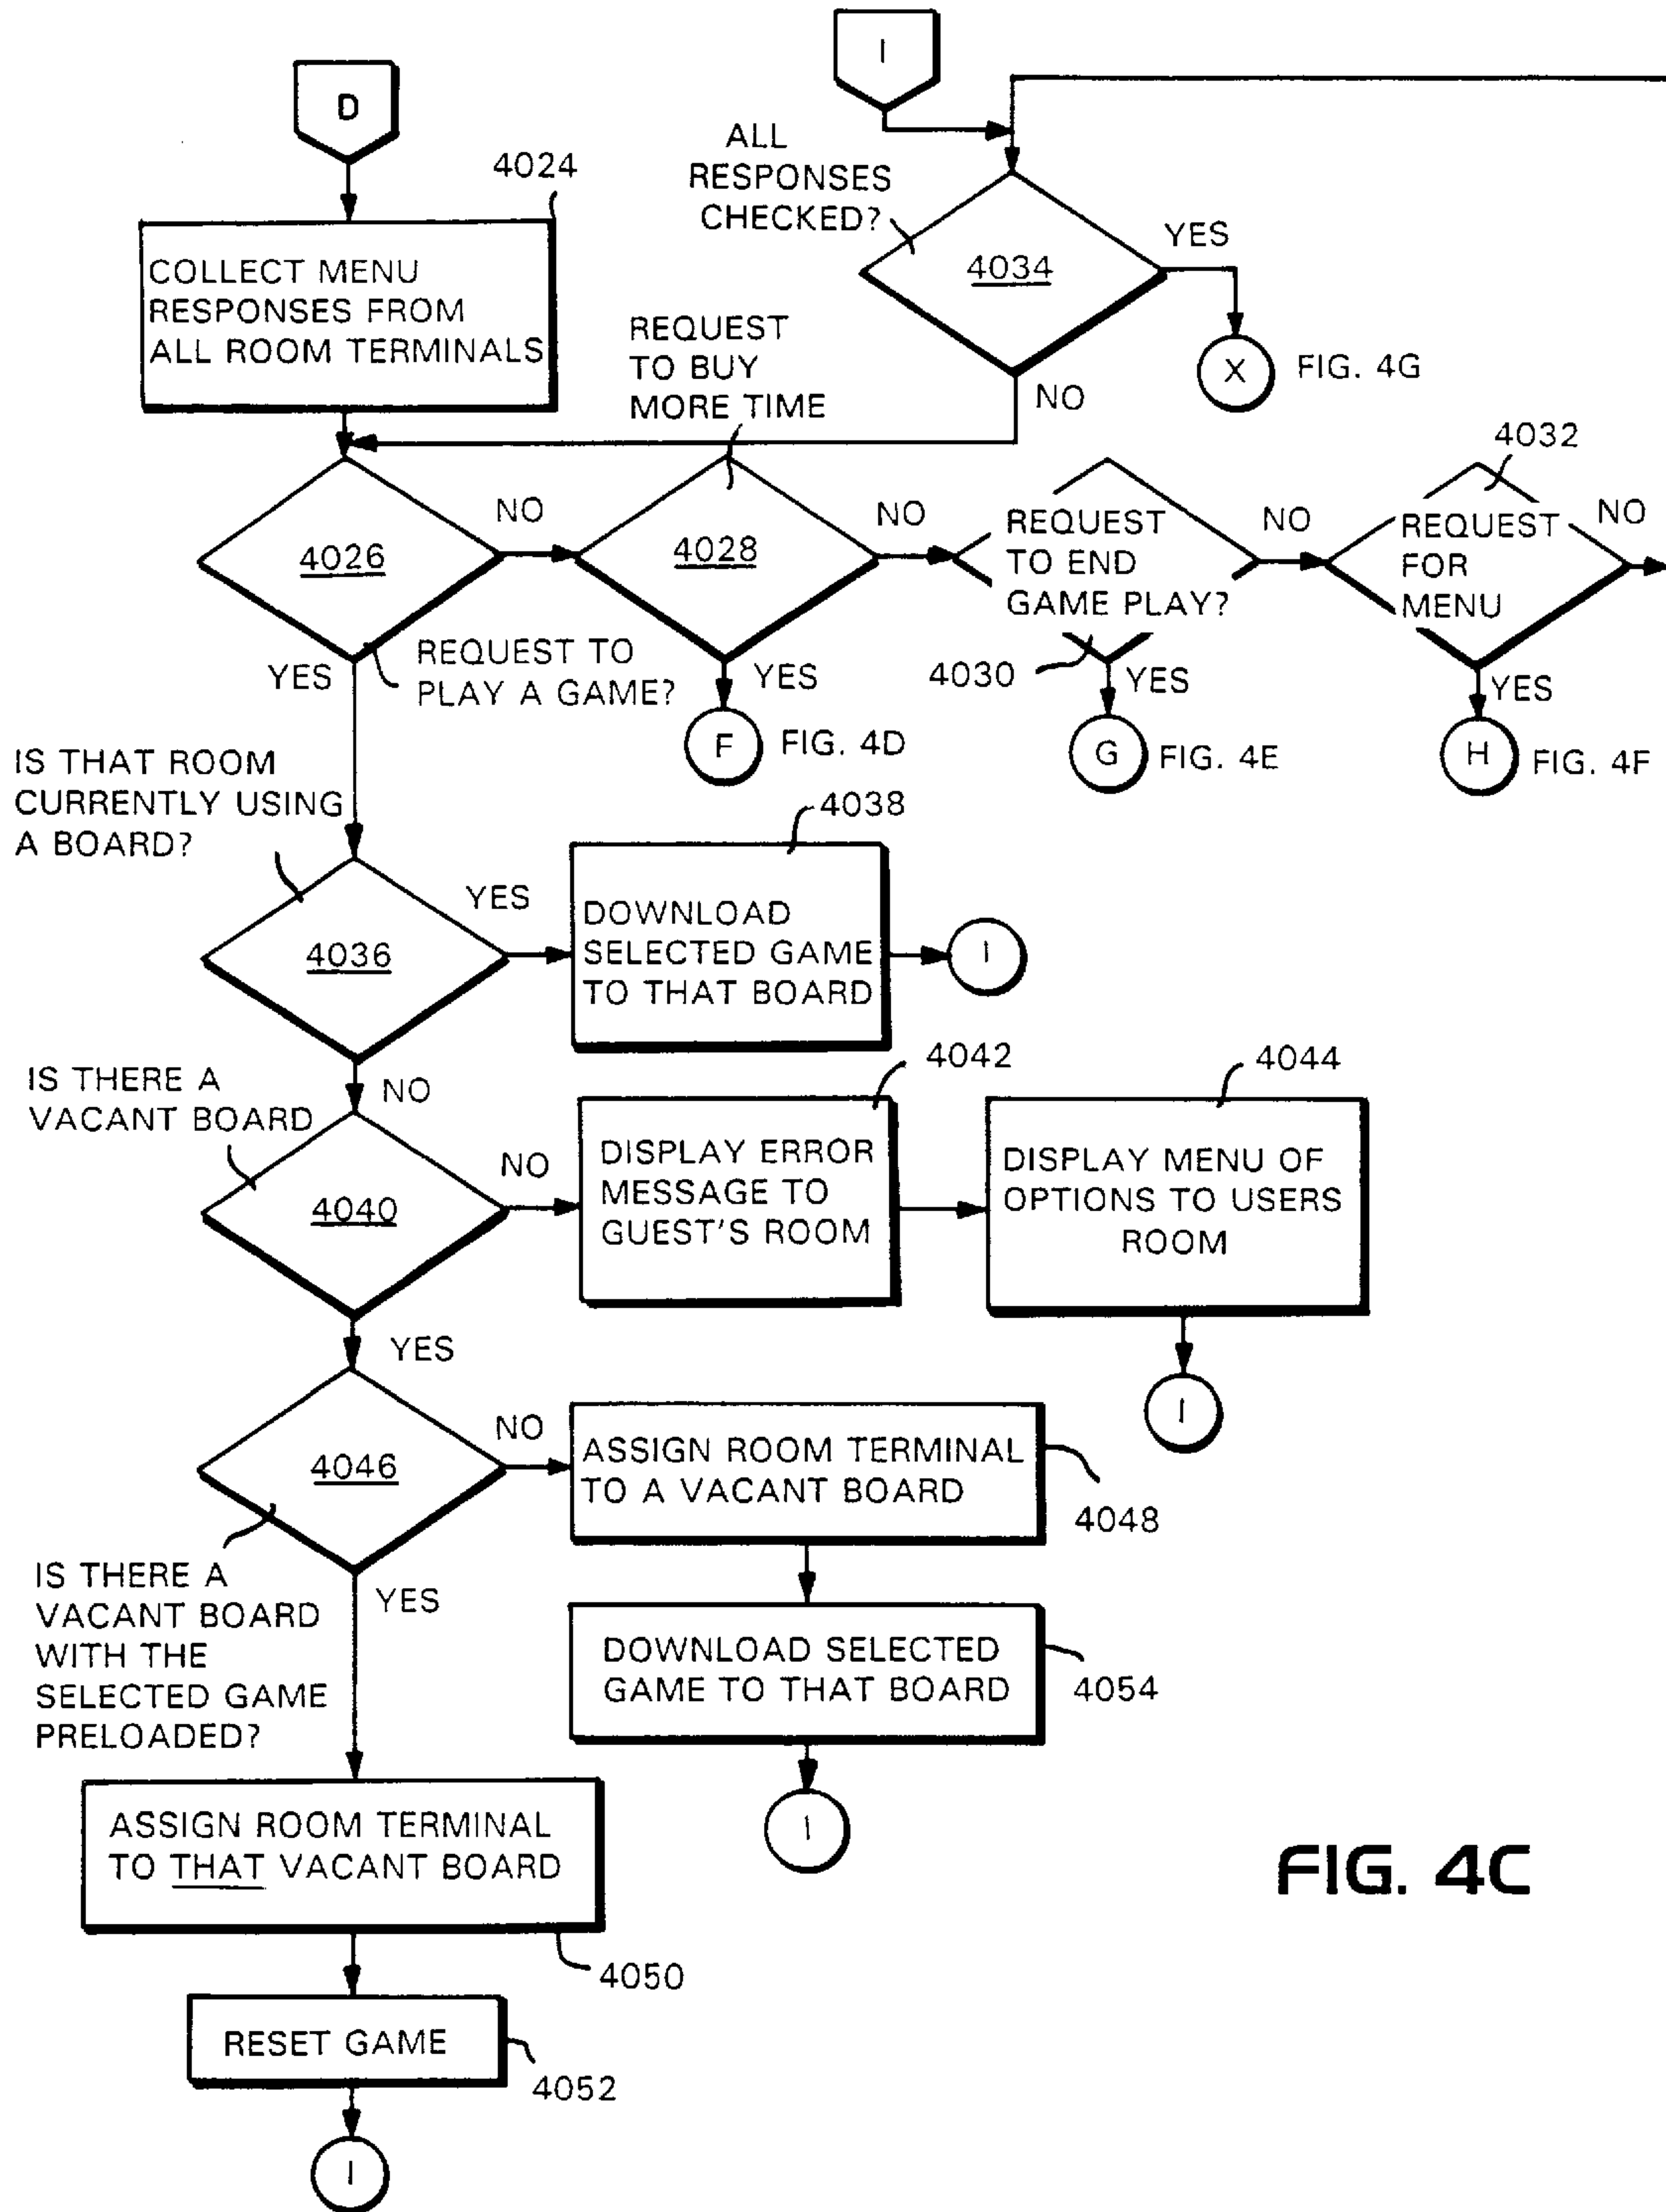 I
D
4024
COLLECT MENU
RESPONSES FROM
ALL ROOM TERMINALS
ALL
RESPONSES
CHECKED?
4034
YES
X
FIG. 4G
NO
REQUEST
TO BUY
MORE TIME
4026
NO
REQUEST TO
PLAY A GAME?
YES
4028
NO
YES
F
FIG. 4D
REQUEST
TO END
GAME PLAY?
4030
NO
YES
G
FIG. 4E
4032
REQUEST
FOR
MENU
NO
YES
H
FIG. 4F
IS THAT ROOM
CURRENTLY USING
A BOARD?
4036
YES
4038
DOWNLOAD
SELECTED GAME
TO THAT BOARD
I
NO
IS THERE A
VACANT BOARD
4040
NO
4042
DISPLAY ERROR
MESSAGE TO
GUEST'S ROOM
4044
DISPLAY MENU OF
OPTIONS TO USERS
ROOM
I
YES
4046
NO
ASSIGN ROOM TERMINAL
TO A VACANT BOARD
4048
IS THERE A
VACANT BOARD
WITH THE
SELECTED GAME
PRELOADED?
YES
DOWNLOAD SELECTED
GAME TO THAT BOARD
4054
I
ASSIGN ROOM TERMINAL
TO THAT VACANT BOARD
4050
RESET GAME
4052
I
FIG. 4C